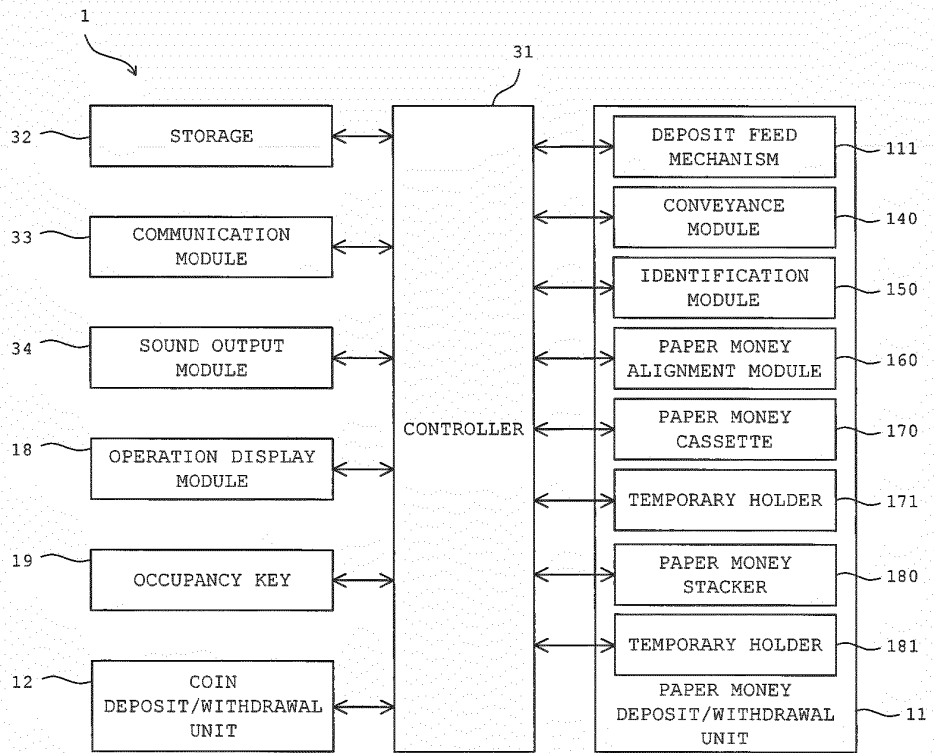 1
31
32
STORAGE
33
COMMUNICATION
MODULE
34
SOUND OUTPUT
MODULE
18
OPERATION DISPLAY
MODULE
19
OCCUPANCY KEY
12
COIN
DEPOSIT/WITHDRAWAL
UNIT
CONTROLLER
DEPOSIT FEED
MECHANISM
111
CONVEYANCE
MODULE
140
IDENTIFICATION
MODULE
150
PAPER MONEY
ALIGNMENT MODULE
160
PAPER MONEY
CASSETTE
170
TEMPORARY HOLDER
171
PAPER MONEY
STACKER
180
TEMPORARY HOLDER
181
PAPER MONEY
DEPOSIT/WITHDRAWAL
UNIT
11